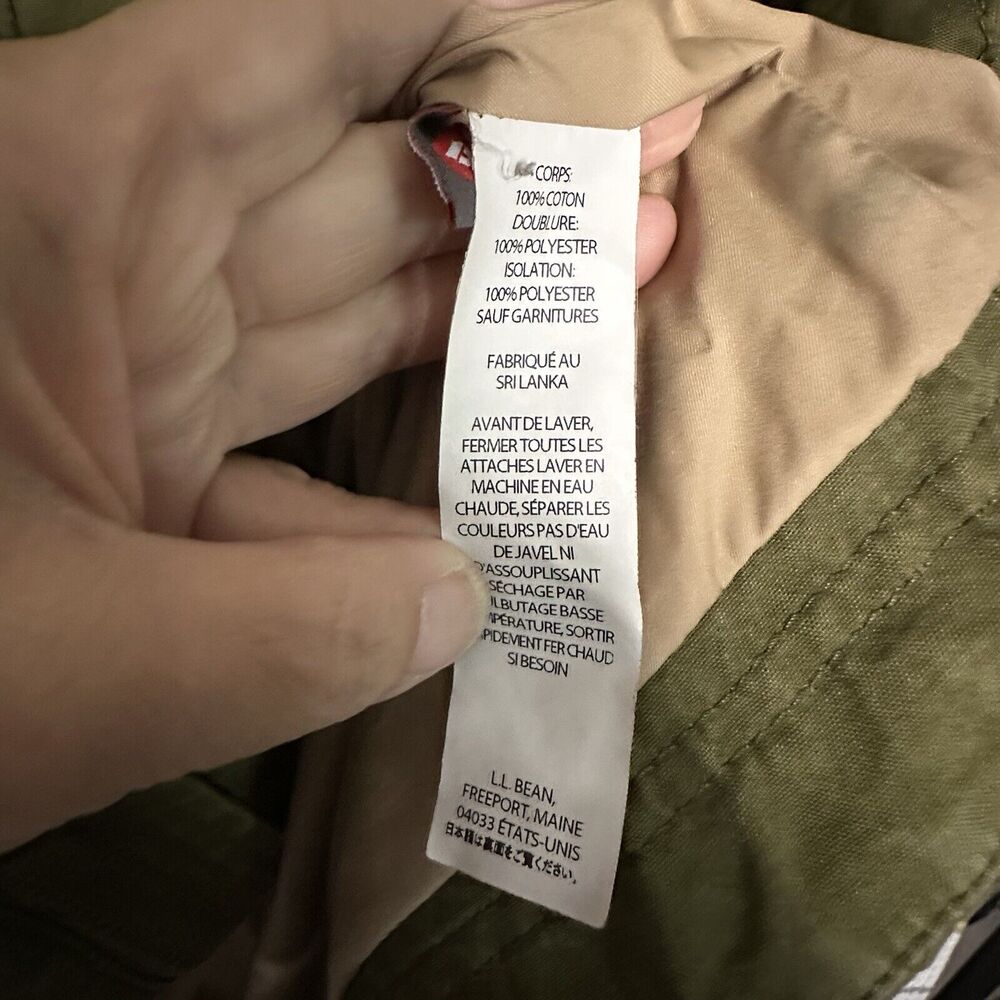 CORPS:
100% COTON
DOUBLURE:
100% POLYESTER
ISOLATION:
100% POLYESTER
SAUF GARNITURES
FABRIQUÉ AU
SRI LANKA
AVANT DE LAVER,
FERMER TOUTES LES
ATTACHES LAVER EN
MACHINE EN EAU
CHAUDE, SÉPARER LES
COULEURS PAS D'EAU
DE JAVEL NI
D'ASSOUPLISSANT
SÉCHAGE PAR
BASSE
SORTIR
FER CHAUD
SI BESOIN
L.L. BEAN,
FREEPORT, MAINE
04033 ÉTATS-UNIS
日本語は裏面をご覧ください。